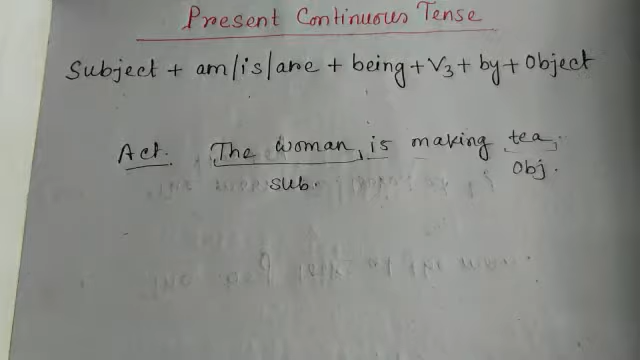 Present Continuous Tense
Subject + am/is/are + being + V3 + by + Object
Act. The woman is making tea.
sub. obj.